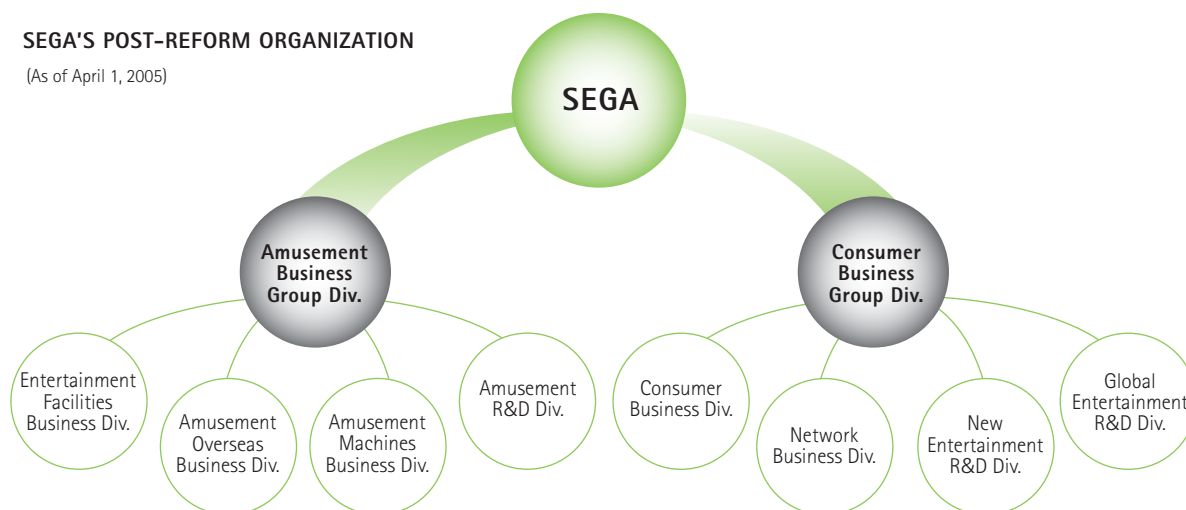 SEGA'S POST-REFORM ORGANIZATION
(As of April 1, 2005)
SEGA
Amusement
Business
Group Div.
Consumer
Business
Group Div.
Entertainment
Facilities
Business Div.
Amusement
Overseas
Business Div.
Amusement
Machines
Business Div.
Amusement
R&D Div.
Consumer
Business Div.
Network
Business Div.
New
Entertainment
R&D Div.
Global
Entertainment
R&D Div.